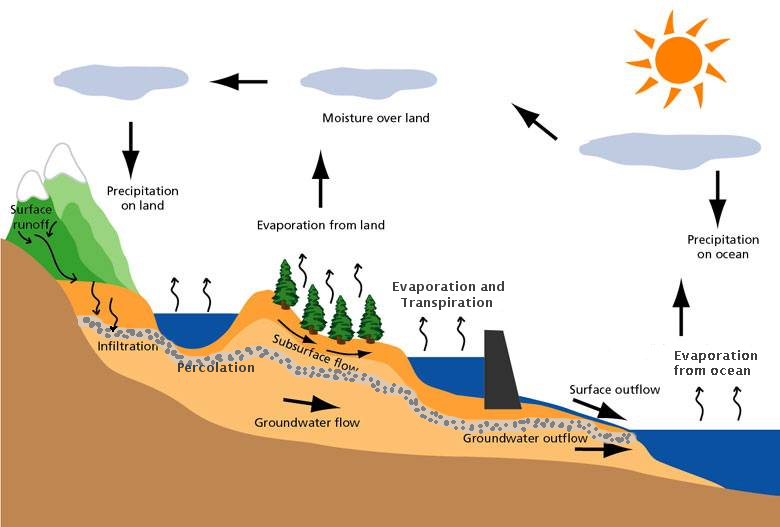 Moisture over land
Precipitation
on land
Surface
runoff
Evaporation from land
Precipitation
on ocean
Evaporation and
Transpiration
Infiltration
Percolation
Subsurface flow
Evaporation
from ocean
Surface outflow
Groundwater flow
Groundwater outflow